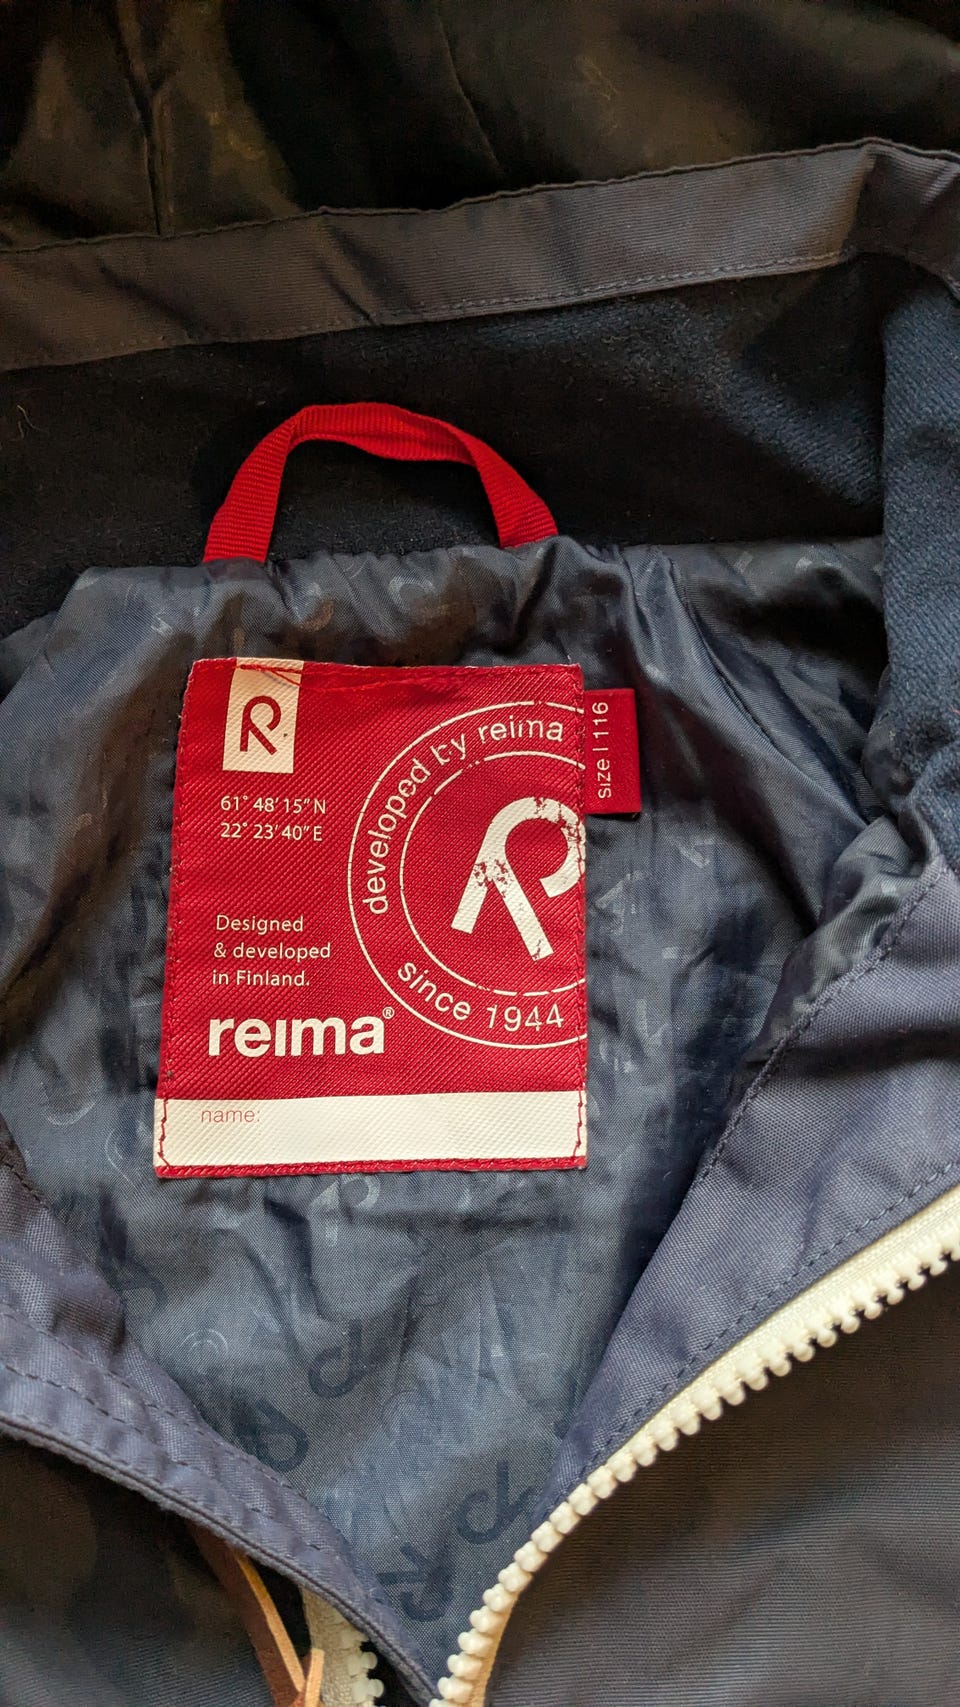 developed by reima
since 1944
61° 48' 15" N
22° 23' 40" E
Designed
& developed
in Finland.
reima®
name:
size | 116